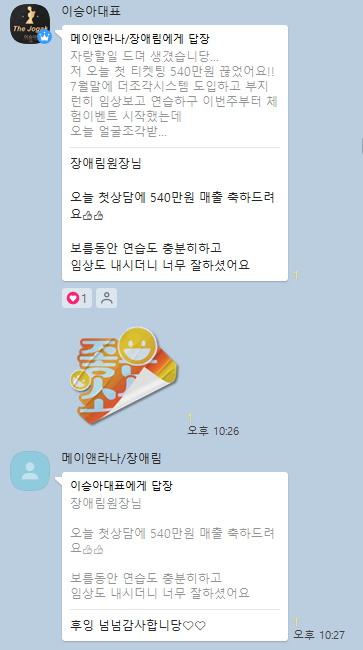 이승아대표
The Jogak
메이앤라나/장애림에게 답장
자랑할일 드며 생겼습니당...
저 오늘 첫 티켓팅 540만원 끊었어요!!
7월말에 더조각시스템 도입하고 부지
런히 임상보고 연습하구 이번주부터 체
험이벤트 시작했는데
오늘 얼굴조각받...
장애림원장님
오늘 첫상담에 540만원 매출 축하드려
요👍👍
보름동안 연습도 충분히하고
임상도 내시더니 너무 잘하셨어요
1
1
좋은
소식
1
오후 10:26
메이앤라나/장애림
이승아대표에게 답장
장애림원장님
오늘 첫상담에 540만원 매출 축하드려
요👍👍
보름동안 연습도 충분히하고
임상도 내시더니 너무 잘하셨어요
후잉 넘넘감사합니당♡♡
1
오후 10:27